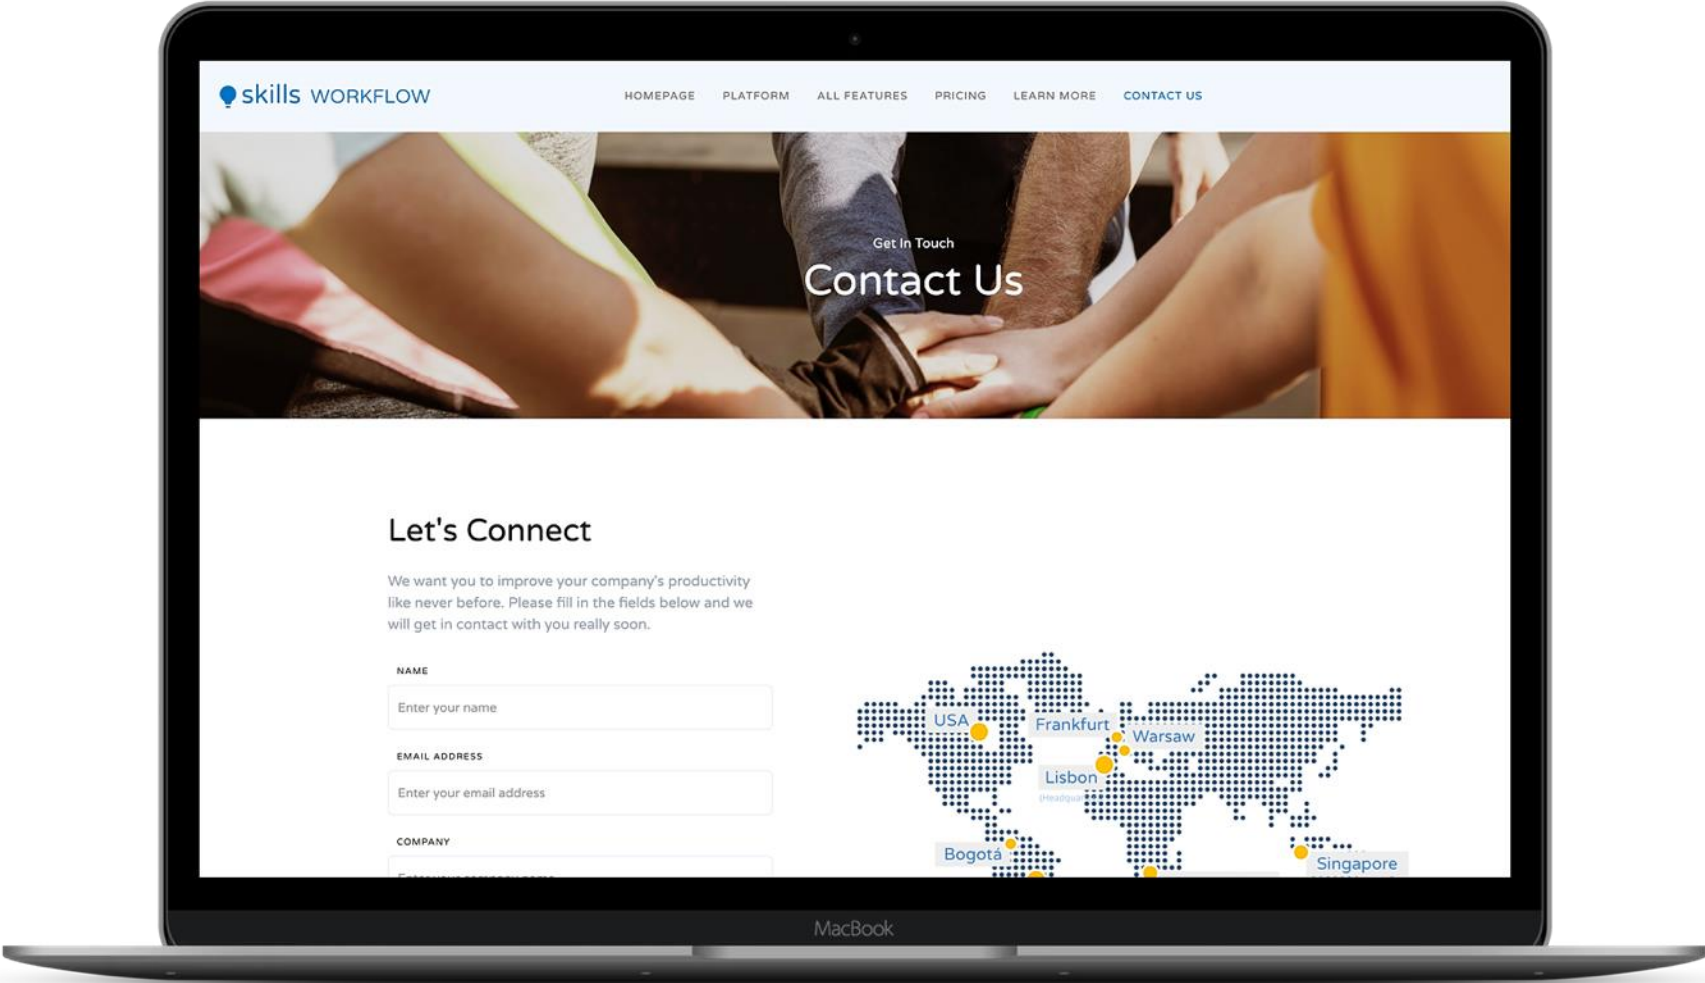 skills WORKFLOW
HOMEPAGE PLATFORM ALL FEATURES PRICING LEARN MORE CONTACT US
Get In Touch
Contact Us
Let's Connect
We want you to improve your company's productivity
like never before. Please fill in the fields below and we
will get in contact with you really soon.
NAME
Enter your name
EMAIL ADDRESS
Enter your email address
COMPANY
USA
Frankfurt
Warsaw
Lisbon
Bogotá
Singapore
MacBook